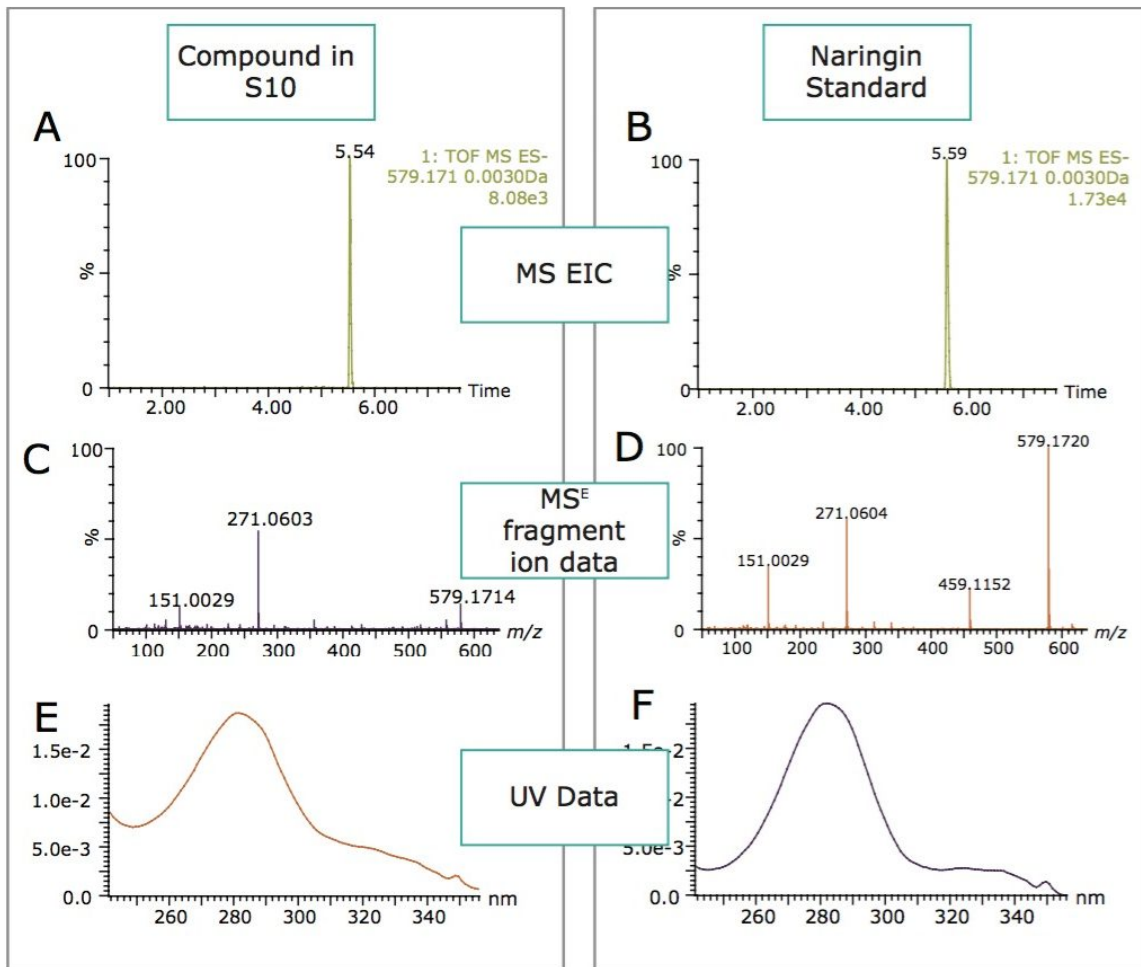 Compound in
S10
Naringin
Standard
A
5.54
1: TOF MS ES-
579.171 0.0030Da
8.08e3
100
%
0
2.00 4.00 6.00 Time
B
5.59
1: TOF MS ES-
579.171 0.0030Da
1.73e4
100
%
0
2.00 4.00 6.00 Time
MS EIC
C
100
%
0
271.0603
151.0029
579.1714
100 200 300 400 500 600 m/z
D
100
%
0
579.1720
271.0604
151.0029
459.1152
100 200 300 400 500 600 m/z
MSᴱ
fragment
ion data
E
1.5e-2
1.0e-2
5.0e-3
0.0
260 280 300 320 340 nm
F
5.0e-3
0.0
260 280 300 320 340 nm
UV Data